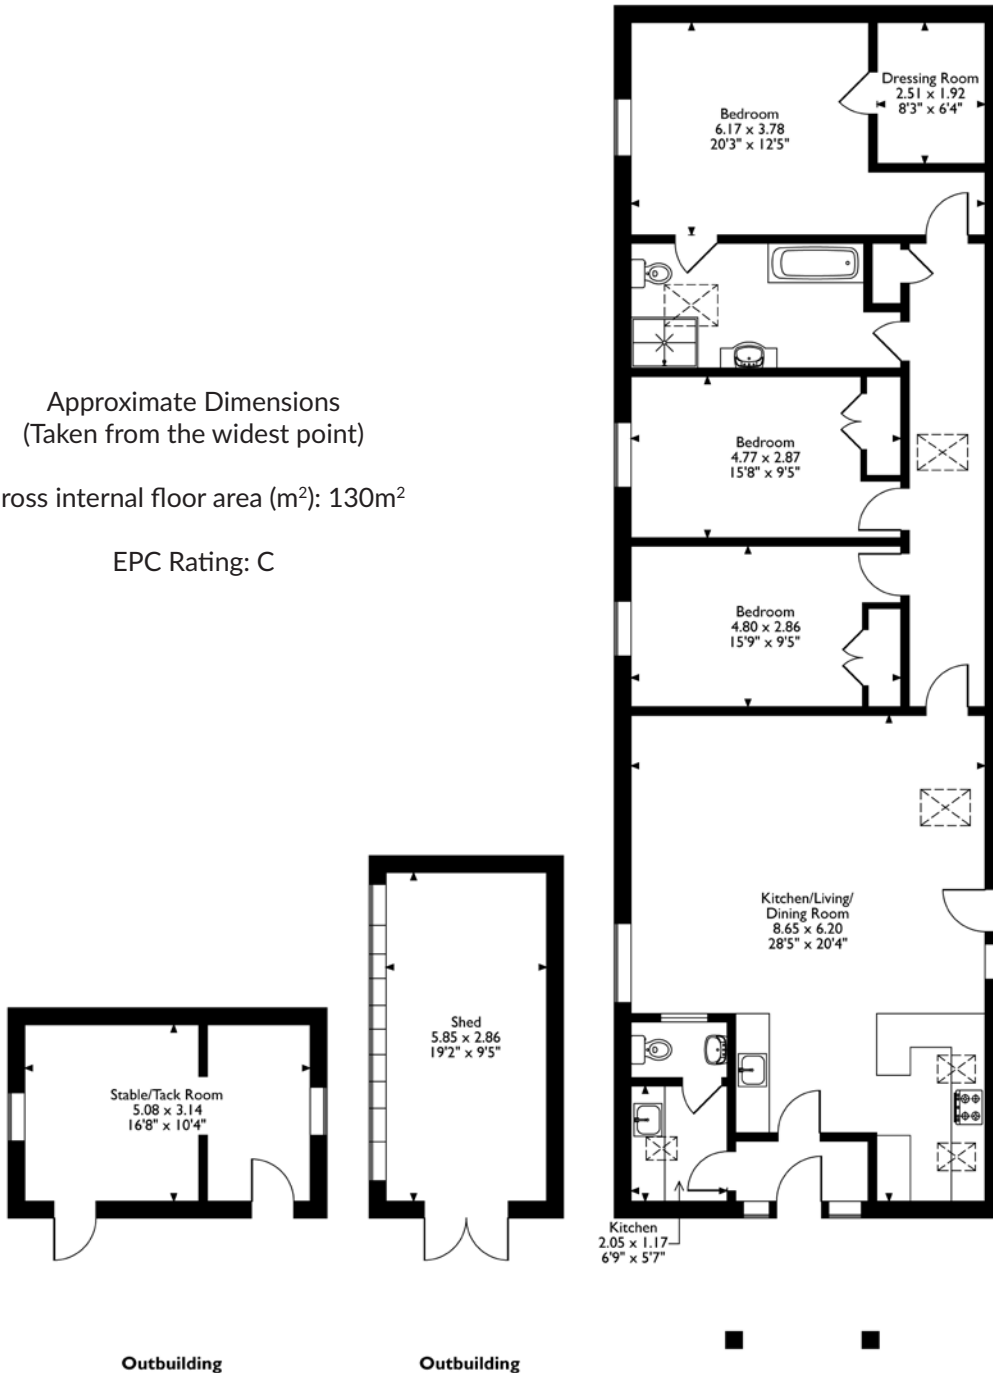 Dressing Room
2.51 x 1.92
8'3" x 6'4"
Bedroom
6.17 x 3.78
20'3" x 12'5"
Approximate Dimensions
(Taken from the widest point)
ross internal floor area (m²): 130m²
EPC Rating: C
Bedroom
4.77 x 2.87
15'8" x 9'5"
Bedroom
4.80 x 2.86
15'9" x 9'5"
Kitchen/Living/
Dining Room
8.65 x 6.20
28'5" x 20'4"
Shed
5.85 x 2.86
19'2" x 9'5"
Stable/Tack Room
5.08 x 3.14
16'8" x 10'4"
Kitchen
2.05 x 1.17
6'9" x 5'7"
Outbuilding
Outbuilding